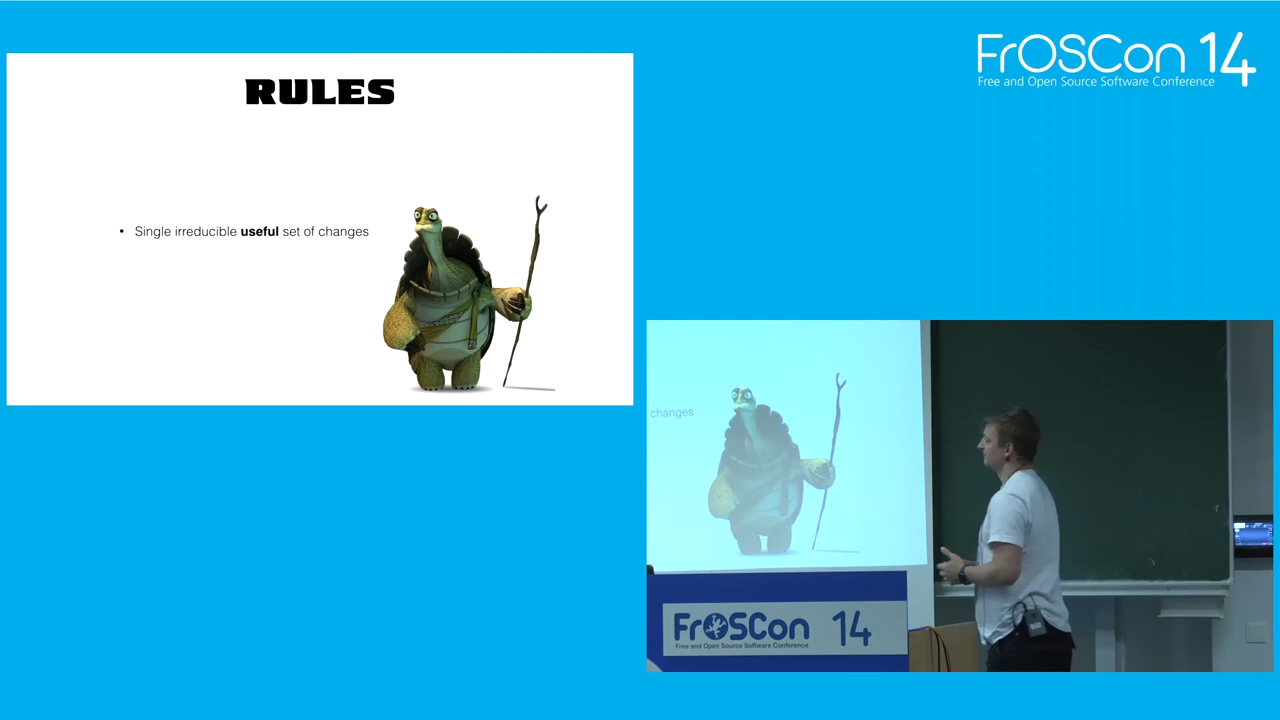 RULES
• Single irreducible useful set of changes
FrOSCon 14
Free and Open Source Software Conference
changes
FrOSCon 14
Free and Open Source Software Conference